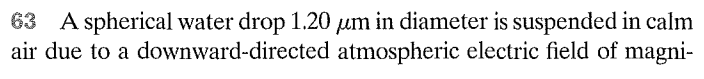 63 A spherical water drop 1.20 μm in diameter is suspended in calm
air due to a downward-directed atmospheric electric field of magni-